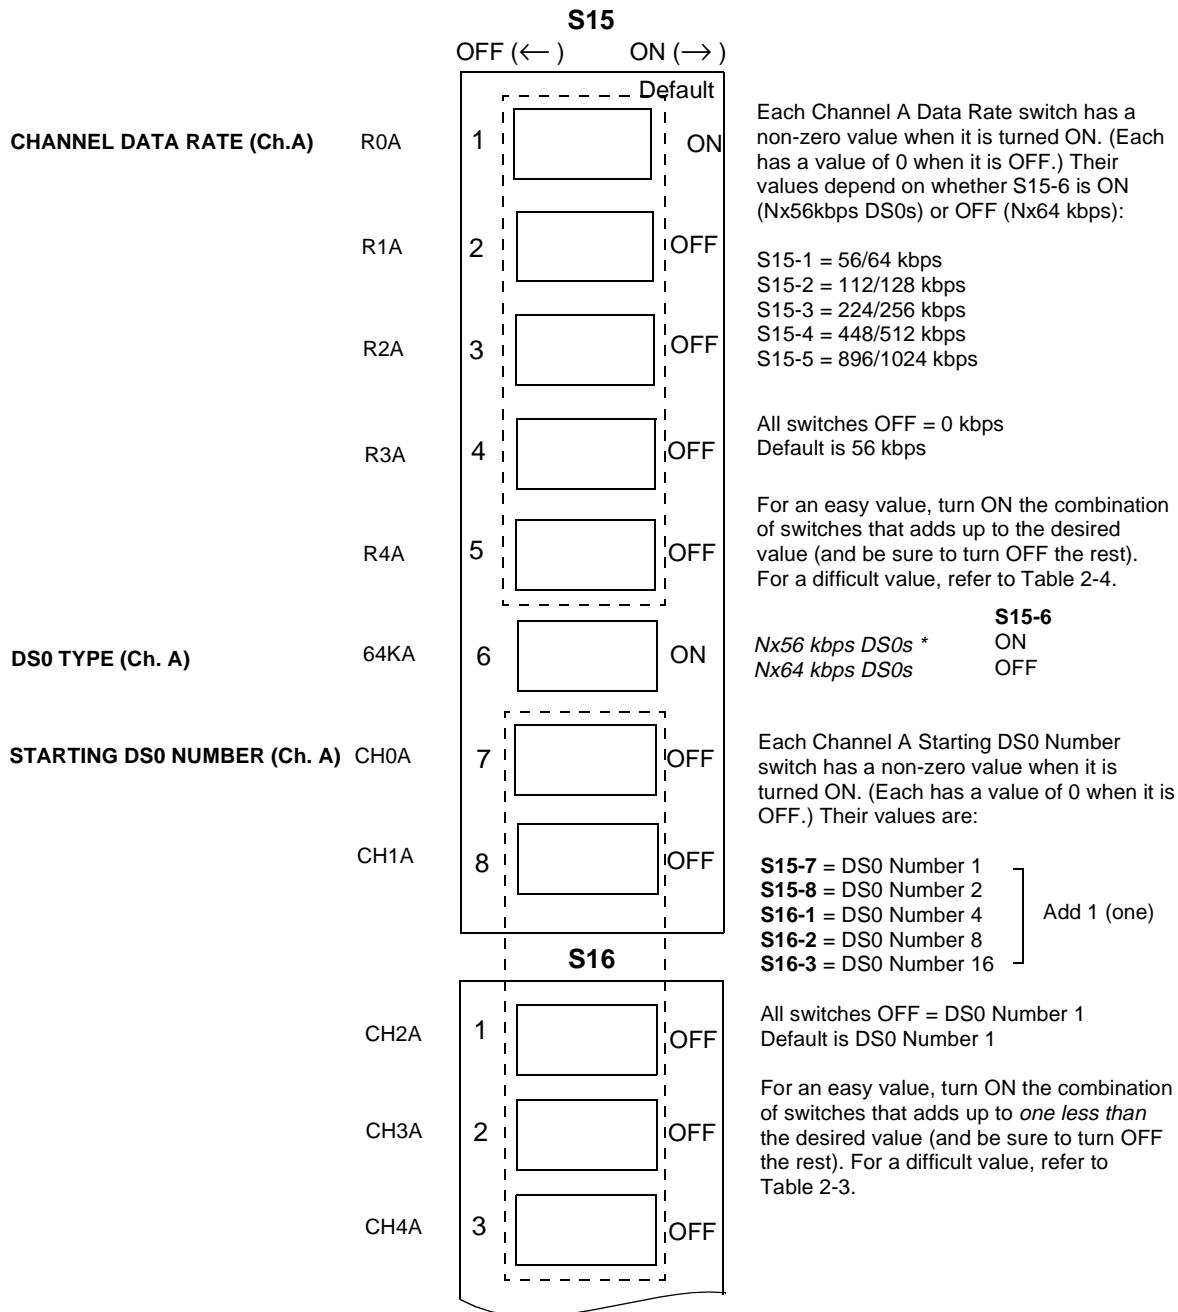 S15
OFF (← ) ON (→ )
Default
CHANNEL DATA RATE (Ch.A) R0A 1 ON
Each Channel A Data Rate switch has a
non-zero value when it is turned ON. (Each
has a value of 0 when it is OFF.) Their
values depend on whether S15-6 is ON
(Nx56kbps DS0s) or OFF (Nx64 kbps):
R1A 2 OFF
S15-1 = 56/64 kbps
S15-2 = 112/128 kbps
S15-3 = 224/256 kbps
S15-4 = 448/512 kbps
S15-5 = 896/1024 kbps
R2A 3 OFF
All switches OFF = 0 kbps
Default is 56 kbps
R3A 4 OFF
For an easy value, turn ON the combination
of switches that adds up to the desired
value (and be sure to turn OFF the rest).
For a difficult value, refer to Table 2-4.
R4A 5 OFF
S15-6
Nx56 kbps DS0s * ON
Nx64 kbps DS0s OFF
DS0 TYPE (Ch. A) 64KA 6 ON
STARTING DS0 NUMBER (Ch. A) CH0A 7 OFF
Each Channel A Starting DS0 Number
switch has a non-zero value when it is
turned ON. (Each has a value of 0 when it is
OFF.) Their values are:
CH1A 8 OFF
S15-7 = DS0 Number 1
S15-8 = DS0 Number 2
S16-1 = DS0 Number 4
S16-2 = DS0 Number 8
S16-3 = DS0 Number 16
Add 1 (one)
S16
All switches OFF = DS0 Number 1
Default is DS0 Number 1
CH2A 1 OFF
For an easy value, turn ON the combination
of switches that adds up to one less than
the desired value (and be sure to turn OFF
the rest). For a difficult value, refer to
Table 2-3.
CH3A 2 OFF
CH4A 3 OFF